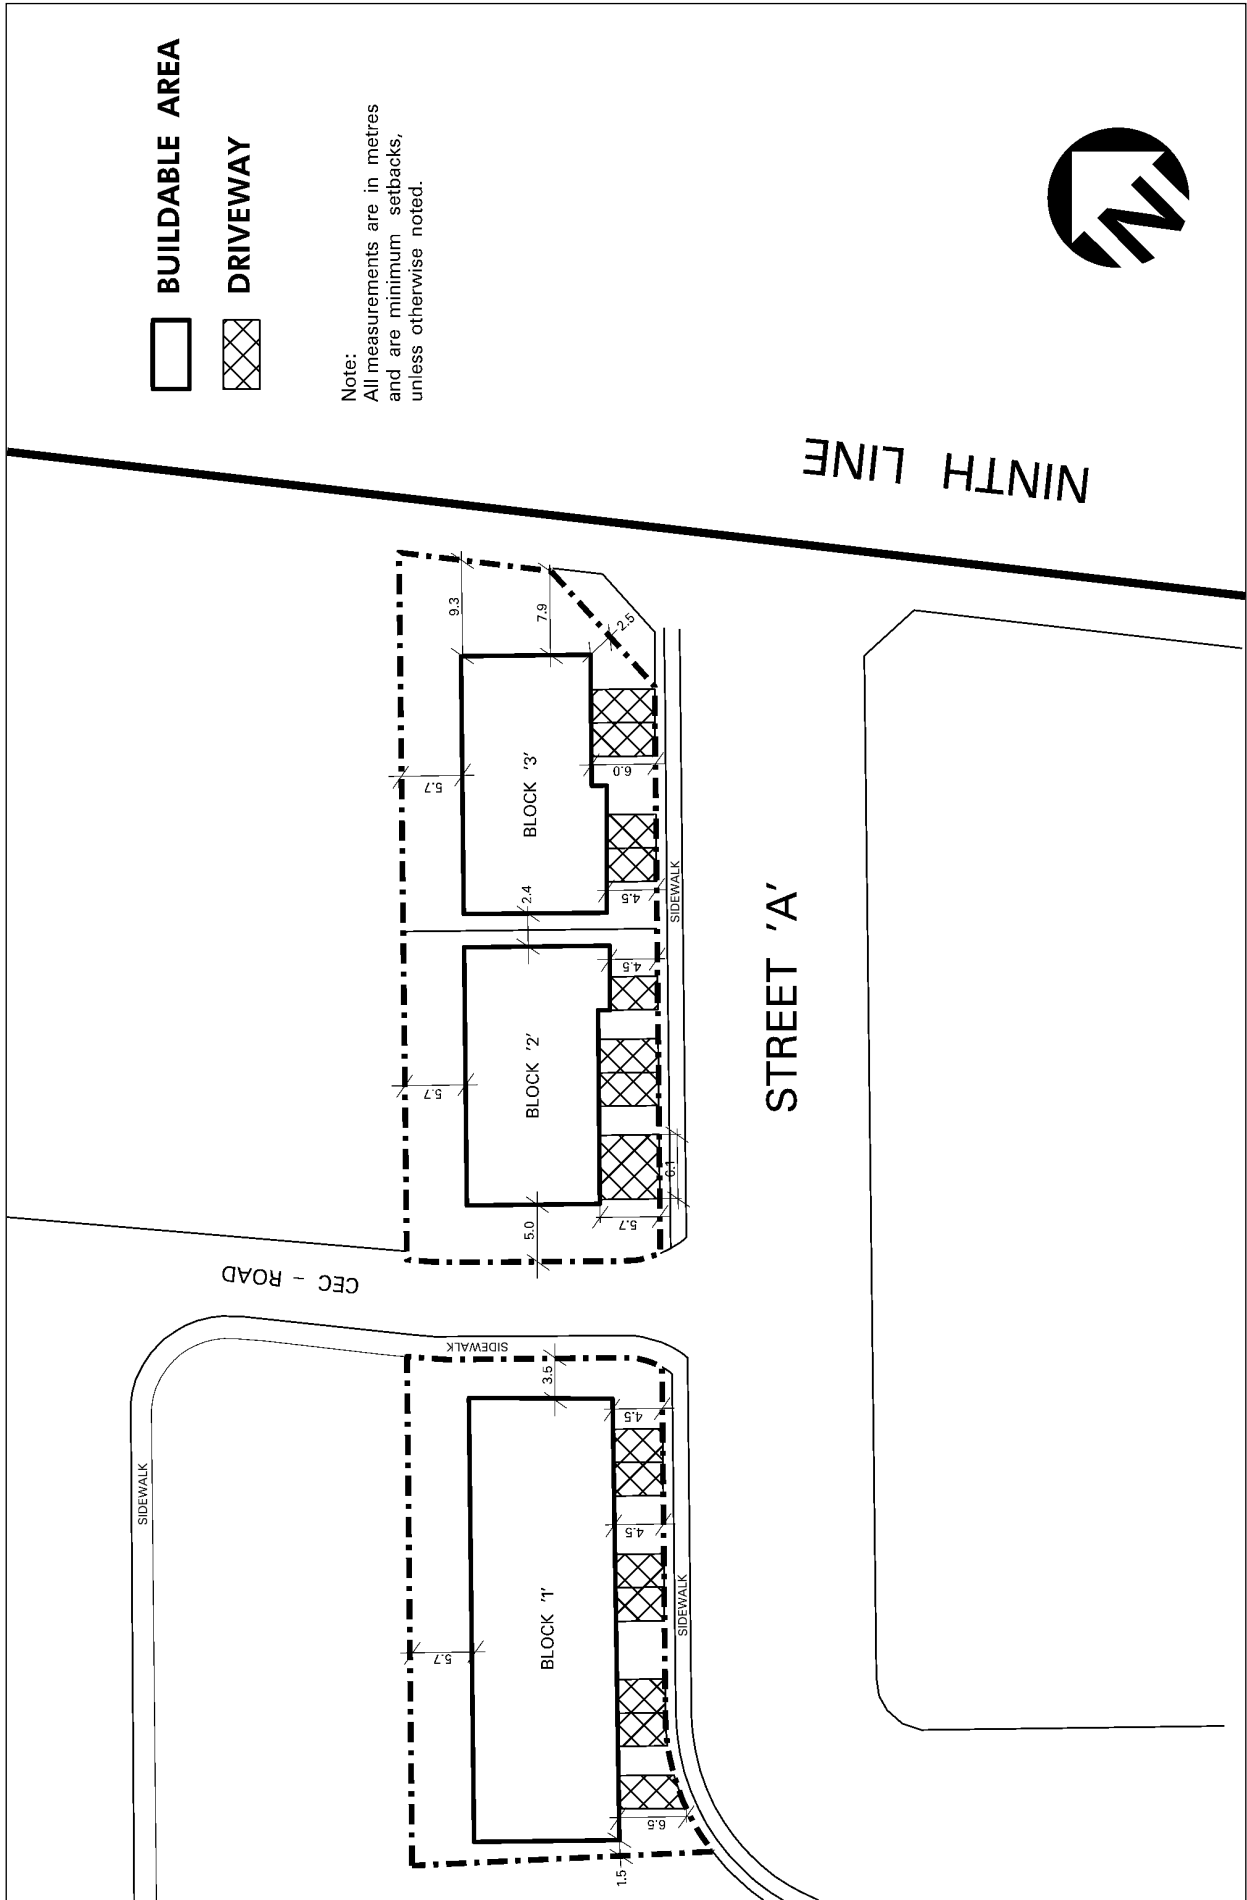 BUILDABLE AREA
DRIVEWAY
Note:
All measurements are in metres
and are minimum setbacks,
unless otherwise noted.
N
NINTH LINE
9.3
7.9
2.5
5.7
BLOCK '3'
6.0
2.4
4.5
SIDEWALK
STREET 'A'
4.5
5.7
BLOCK '2'
6.1
5.0
5.7
CEC - ROAD
SIDEWALK
3.5
4.5
SIDEWALK
4.5
BLOCK '1'
SIDEWALK
5.7
6.5
1.5